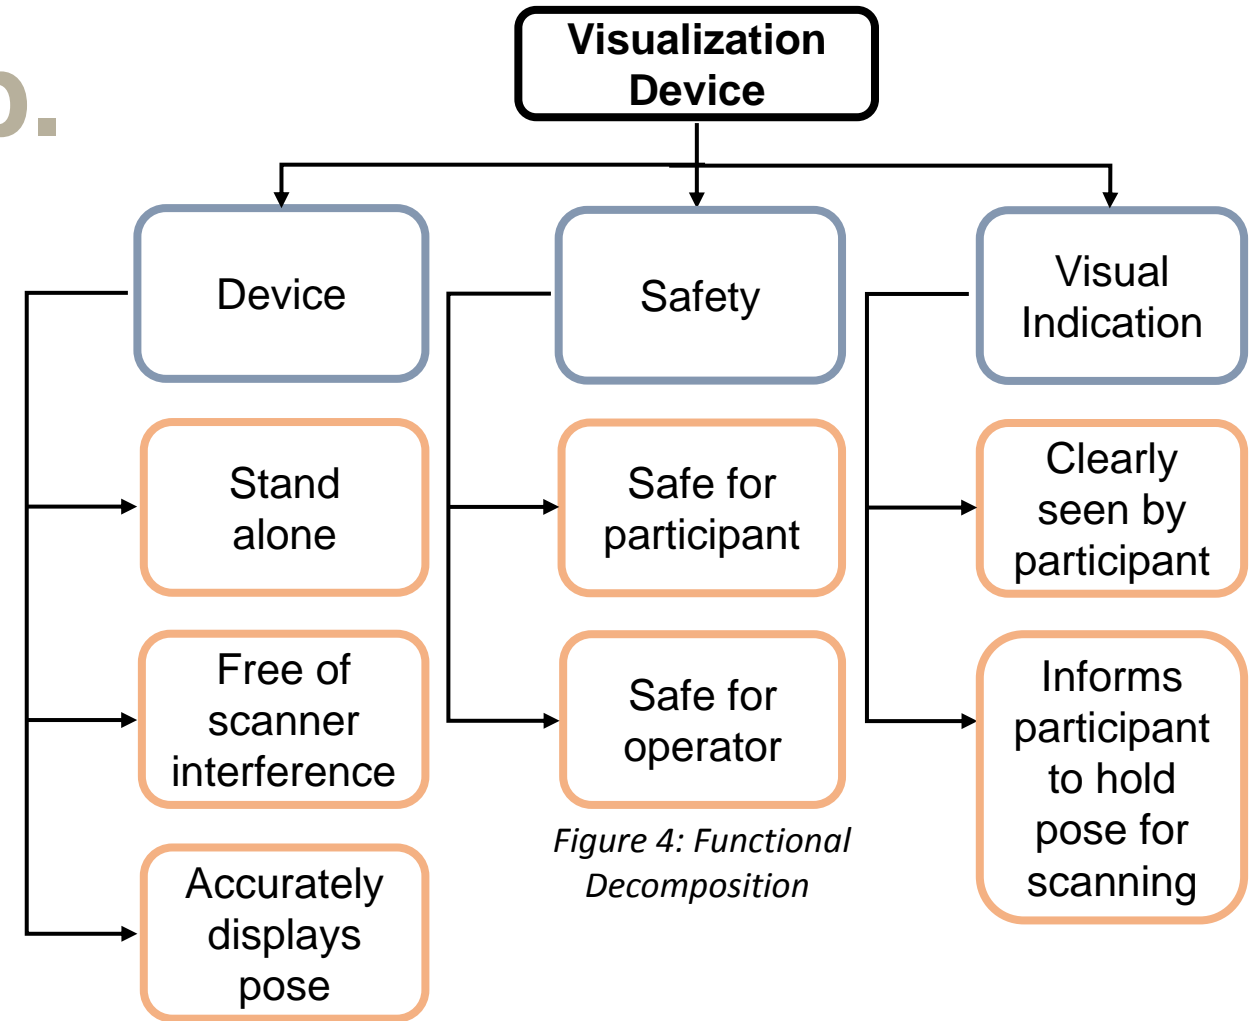 p.
Visualization
Device
Device
Safety
Visual
Indication
Stand
alone
Safe for
participant
Clearly
seen by
participant
Free of
scanner
interference
Safe for
operator
Informs
participant
to hold
pose for
scanning
Figure 4: Functional
Decomposition
Accurately
displays
pose